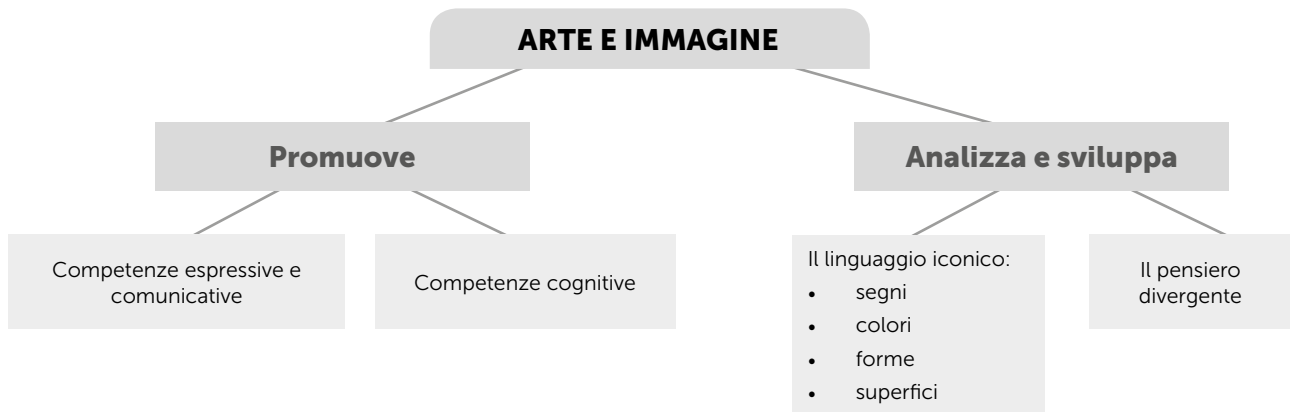 ARTE E IMMAGINE
Promuove
Analizza e sviluppa
Competenze espressive e
comunicative
Competenze cognitive
Il linguaggio iconico:
• segni
• colori
• forme
• superfici
Il pensiero
divergente